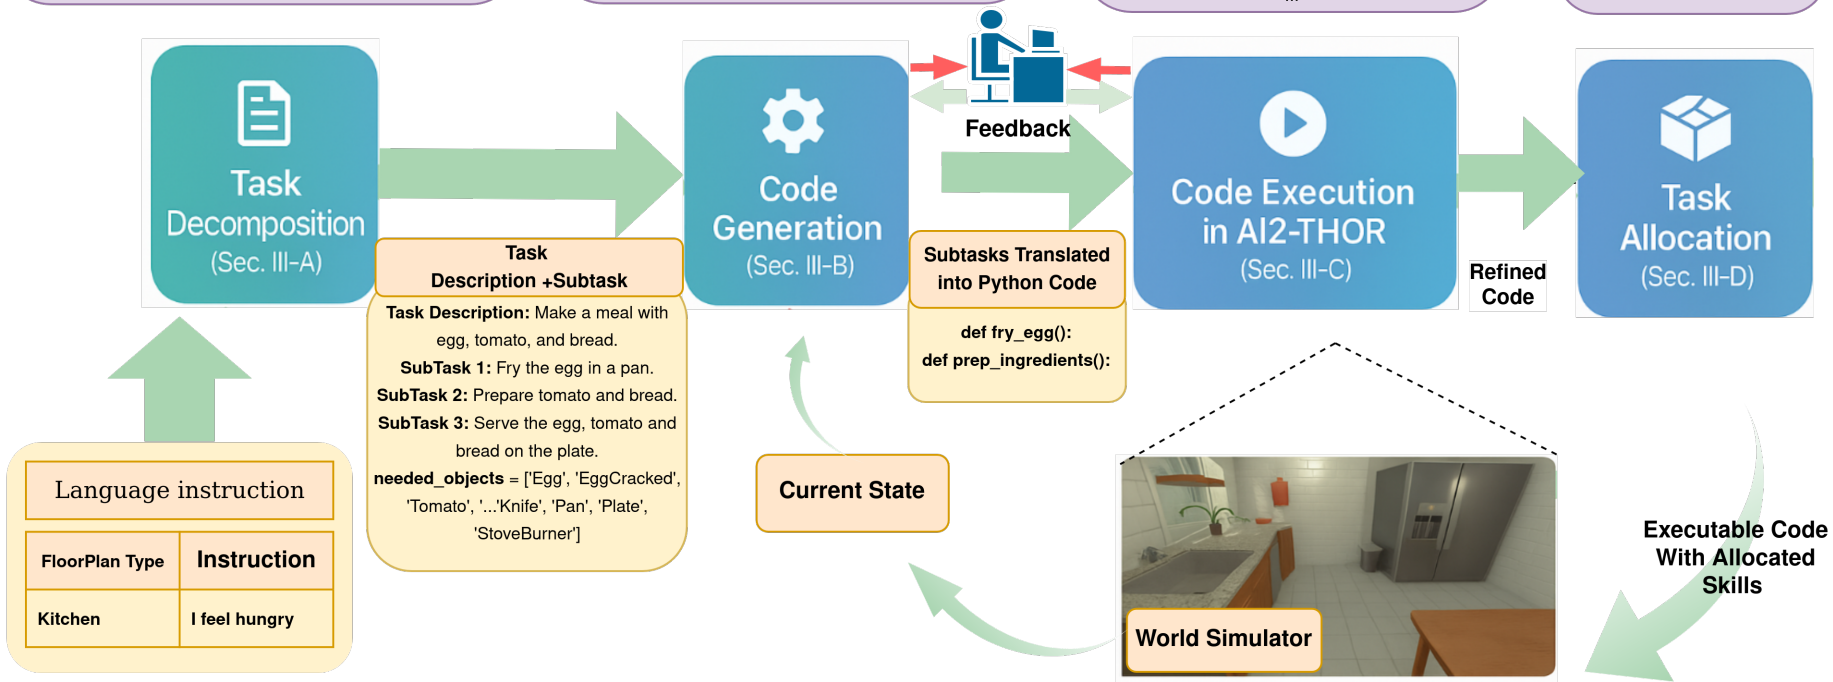 ...
Task
Decomposition
(Sec. III-A)
Code
Generation
(Sec. III-B)
Feedback
Code Execution
in AI2-THOR
(Sec. III-C)
Task
Allocation
(Sec. III-D)
Task
Description +Subtask
Task Description: Make a meal with
egg, tomato, and bread.
SubTask 1: Fry the egg in a pan.
SubTask 2: Prepare tomato and bread.
SubTask 3: Serve the egg, tomato and
bread on the plate.
needed_objects = ['Egg', 'EggCracked',
'Tomato', '...'Knife', 'Pan', 'Plate',
'StoveBurner']
Subtasks Translated
into Python Code
def fry_egg():
def prep_ingredients():
Refined
Code
Language instruction
FloorPlan Type
Instruction
Kitchen
I feel hungry
Current State
World Simulator
Executable Code
With Allocated
Skills